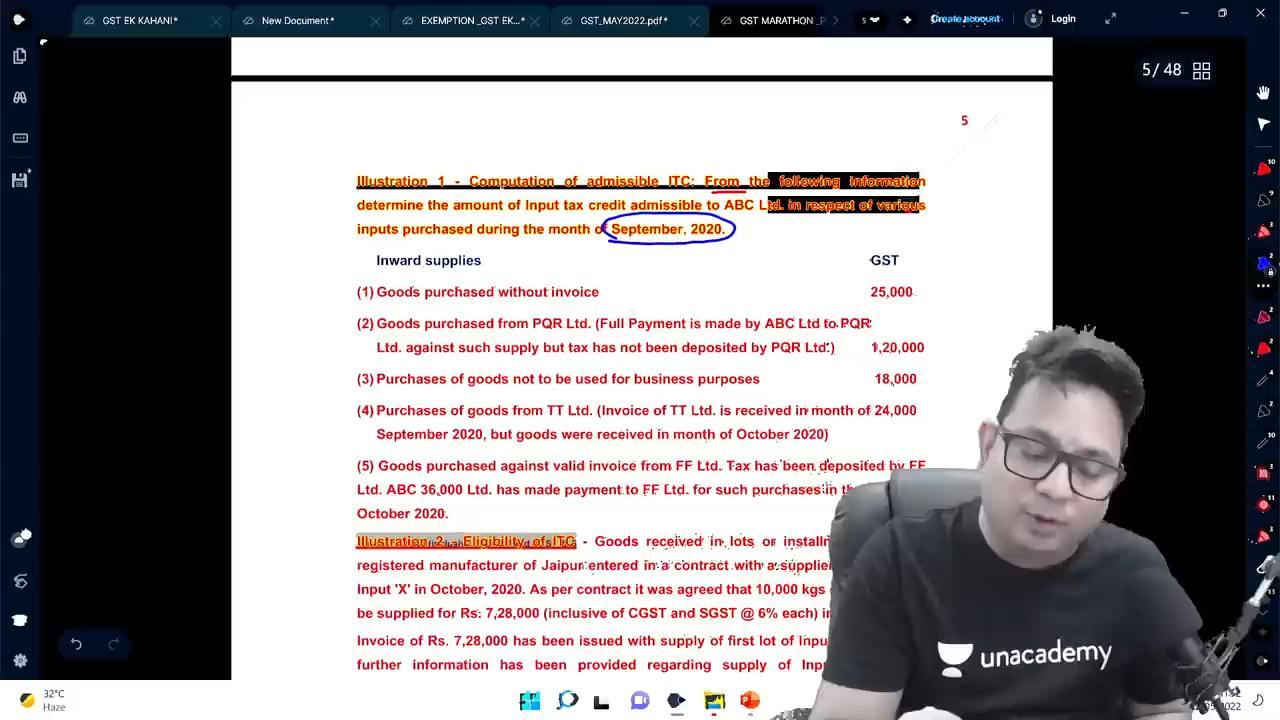 GST EK KAHANI*
New Document*
EXEMPTION _GST EK...*
GST_MAY2022.pdf*
GST MARATHON _P
5
Create account
Login
5/ 48
5
Illustration 1 - Computation of admissible ITC: From the following information
determine the amount of Input tax credit admissible to ABC Ltd. in respect of various
inputs purchased during the month of September, 2020.
Inward supplies GST
(1) Goods purchased without invoice 25,000
(2) Goods purchased from PQR Ltd. (Full Payment is made by ABC Ltd to PQR
Ltd. against such supply but tax has not been deposited by PQR Ltd.) 1,20,000
(3) Purchases of goods not to be used for business purposes 18,000
(4) Purchases of goods from TT Ltd. (Invoice of TT Ltd. is received in month of 24,000
September 2020, but goods were received in month of October 2020)
(5) Goods purchased against valid invoice from FF Ltd. Tax has been deposited by FF
Ltd. ABC 36,000 Ltd. has made payment to FF Ltd. for such purchases in
October 2020.
Illustration 2 - Eligibility of ITC - Goods received in lots or
registered manufacturer of Jaipur entered in a contract with a supplier
Input 'X' in October, 2020. As per contract it was agreed that 10,000 kgs
be supplied for Rs. 7,28,000 (inclusive of CGST and SGST @ 6% each)
Invoice of Rs. 7,28,000 has been issued with supply of first lot of
further information has been provided regarding supply of
unacademy
32°C
Haze